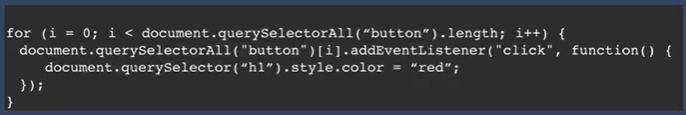 for (i = 0; i < document.querySelectorAll(“button”).length; i++) {
document.querySelectorAll("button")[i].addEventListener("click", function() {
document.querySelector(“h1”).style.color = “red”;
});
}